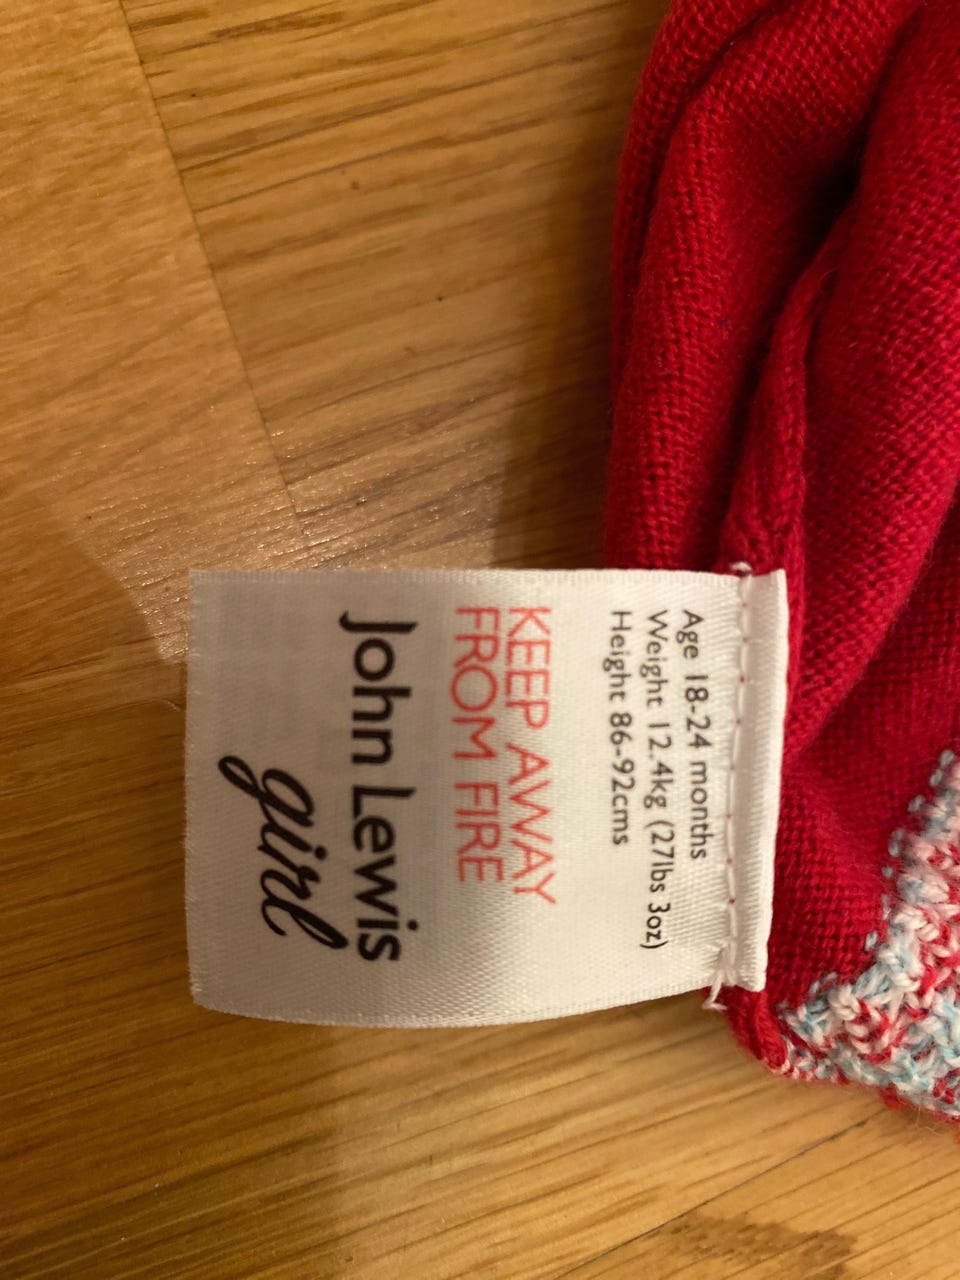 Age 18-24 months
Weight 12.4kg (27lbs 3oz)
Height 86-92cms
KEEP AWAY
FROM FIRE
John Lewis
girl